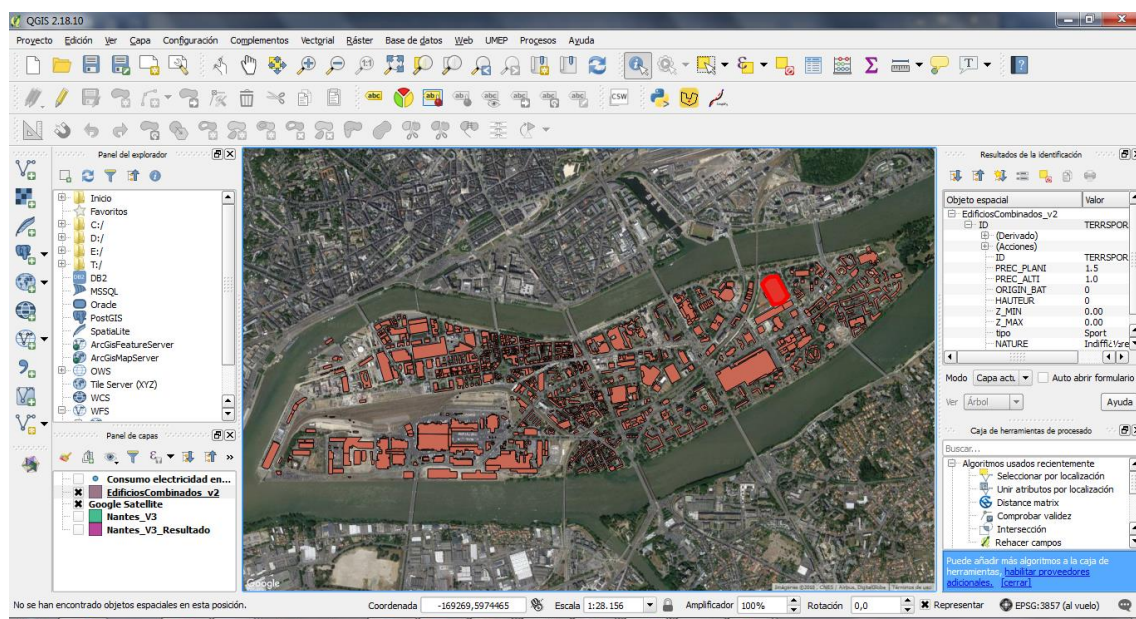 QGIS 2.18.10
Proyecto Edición Ver Capa Configuración Complementos Vectorial Ráster Base de datos Web UMEP Procesos Ayuda
Panel del explorador
Inicio
Favoritos
C:/
D:/
E:/
T:/
DB2
MSSQL
Oracle
PostGIS
SpatiaLite
ArcGisFeatureServer
ArcGisMapServer
OWS
Tile Server (XYZ)
WCS
WFS
Panel de capas
Consumo electricidad en...
EdificiosCombinados_v2
Google Satellite
Nantes_V3
Nantes_V3_Resultado
Google
Resultados de la identificación
Objeto espacial Valor
EdificiosCombinados_v2
ID TERRSPOR
(Derivado)
(Acciones)
ID TERRSPOR
PREC_PLANI 1.5
PREC_ALTI 1.0
ORIGIN_BAT 0
HAUTEUR 0
Z_MIN 0.00
Z_MAX 0.00
tipo Sport
NATURE
Modo Capa act. Auto abrir formulario
Ver Árbol Ayuda
Caja de herramientas de procesado
Buscar...
Algoritmos usados recientemente
Seleccionar por localización
Unir atributos por localización
Distance matrix
Comprobar validez
Intersección
Rehacer campos
Puede añadir más algoritmos a la caja de
herramientas, habilitar proveedores
adicionales. [cerrar]
No se han encontrado objetos espaciales en esta posición. Coordenada -169269,5974465 Escala 1:28.156 Amplificador 100% Rotación 0,0 Representar EPSG:3857 (al vuelo)